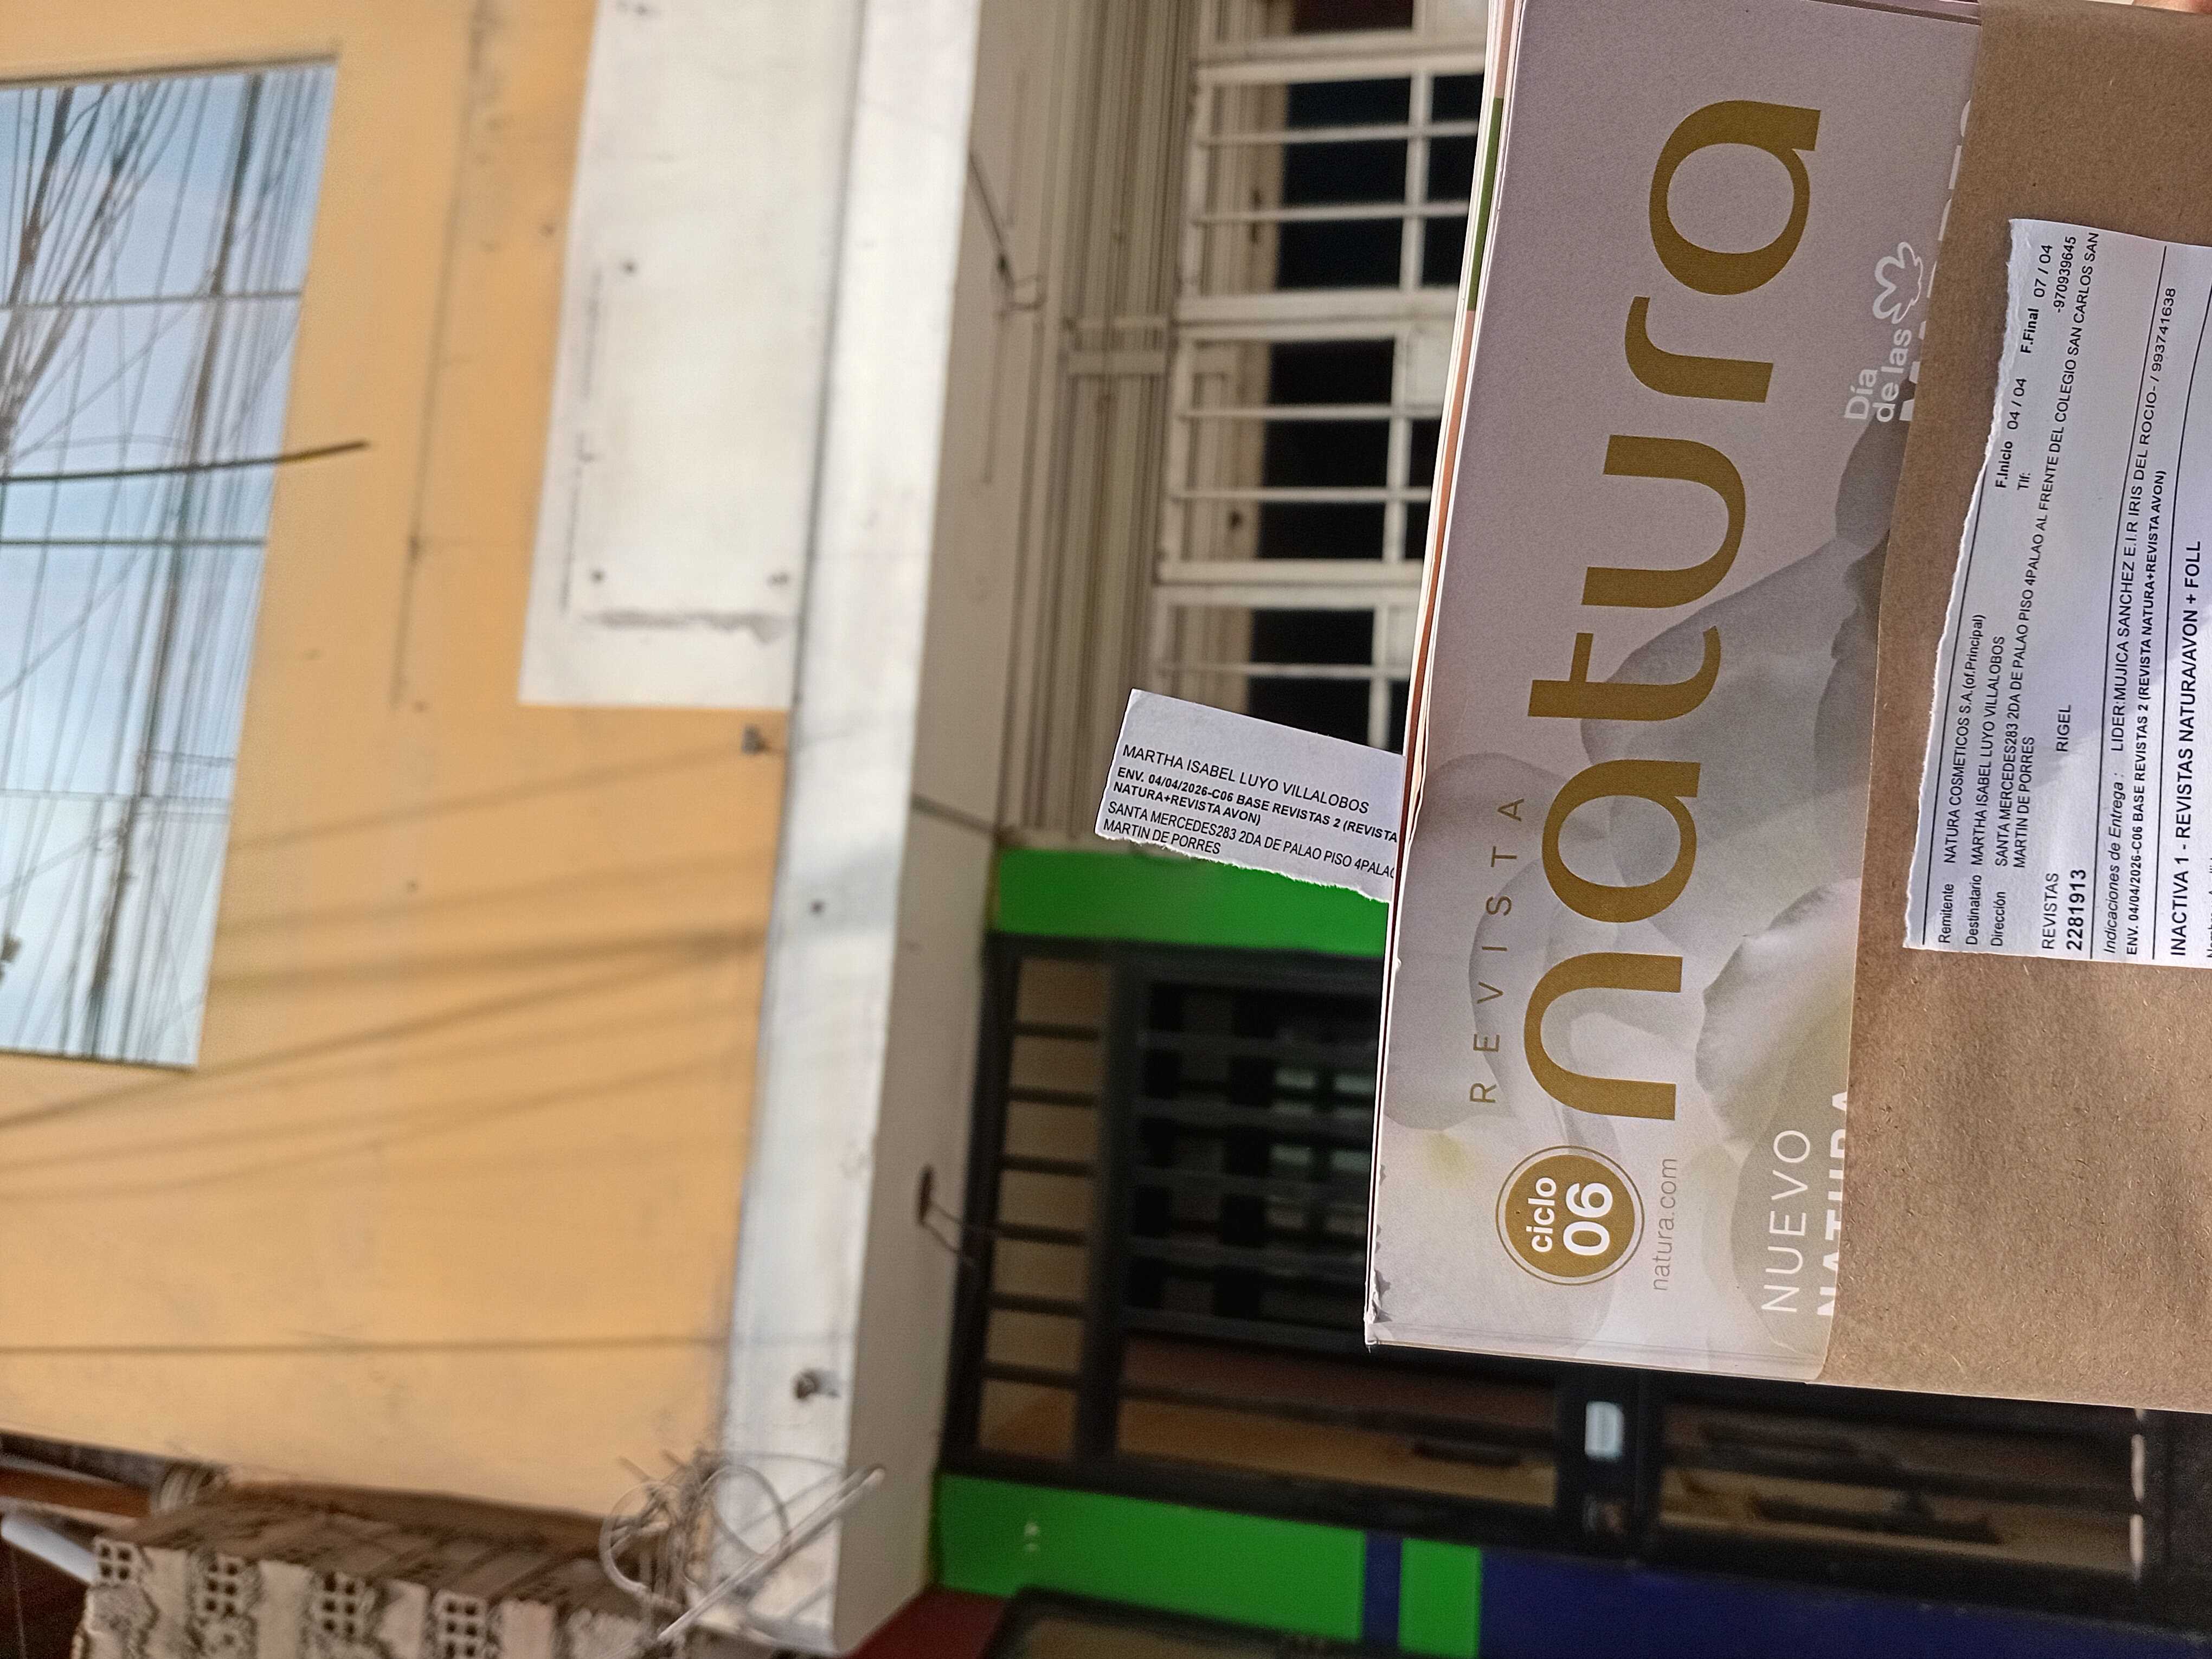 MARTHA ISABEL LUYO VILLALOBOS
ENV. 04/04/2026-C06 BASE REVISTAS 2 (REVISTA
NATURA+REVISTA AVON)
SANTA MERCEDES283 2DA DE PALAO PISO 4PALAO
MARTIN DE PORRES
REVISTA
natura
ciclo
06
natura.com
Día
de las
NUEVO
NATURA
Remitente NATURA COSMETICOS S.A.(of.Principal) F.Inicio 04 / 04 F.Final 07 / 04
Destinatario MARTHA ISABEL LUYO VILLALOBOS Tlf: -970939645
Dirección SANTA MERCEDES283 2DA DE PALAO PISO 4PALAO AL FRENTE DEL COLEGIO SAN CARLOS SAN
MARTIN DE PORRES
REVISTAS RIGEL
2281913
Indicaciones de Entrega : LIDER:MUJICA SANCHEZ E.I.R IRIS DEL ROCIO- / 993741638
ENV. 04/04/2026-C06 BASE REVISTAS 2 (REVISTA NATURA+REVISTA AVON)
INACTIVA 1 - REVISTAS NATURA/AVON + FOLL